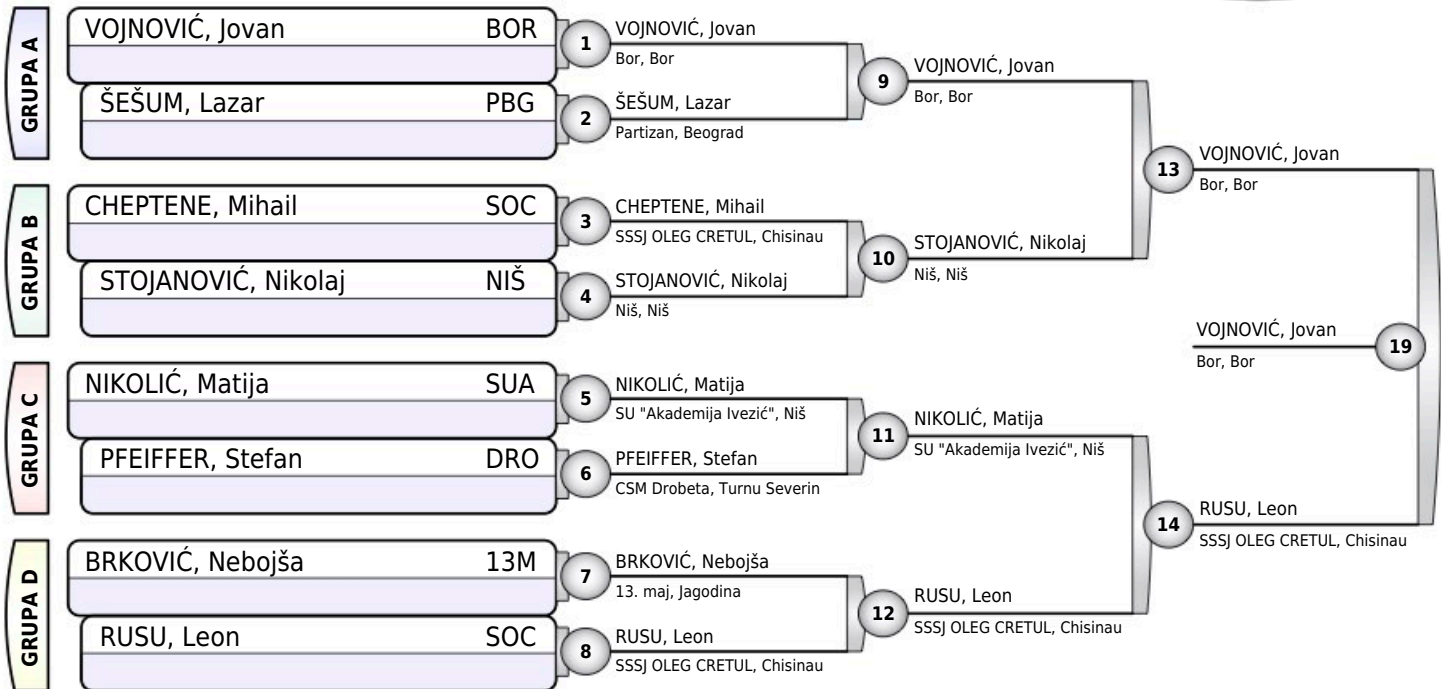 GRUPA A
VOJNOVIĆ, Jovan BOR
ŠEŠUM, Lazar PBG
GRUPA B
CHEPTENE, Mihail SOC
STOJANOVIĆ, Nikolaj NIŠ
GRUPA C
NIKOLIĆ, Matija SUA
PFEIFFER, Stefan DRO
GRUPA D
BRKOVIĆ, Nebojša 13M
RUSU, Leon SOC
1
VOJNOVIĆ, Jovan
Bor, Bor
2
ŠEŠUM, Lazar
Partizan, Beograd
3
CHEPTENE, Mihail
SSSJ OLEG CRETUL, Chisinau
4
STOJANOVIĆ, Nikolaj
Niš, Niš
5
NIKOLIĆ, Matija
SU "Akademija Ivezić", Niš
6
PFEIFFER, Stefan
CSM Drobeta, Turnu Severin
7
BRKOVIĆ, Nebojša
13. maj, Jagodina
8
RUSU, Leon
SSSJ OLEG CRETUL, Chisinau
9
VOJNOVIĆ, Jovan
Bor, Bor
10
STOJANOVIĆ, Nikolaj
Niš, Niš
11
NIKOLIĆ, Matija
SU "Akademija Ivezić", Niš
12
RUSU, Leon
SSSJ OLEG CRETUL, Chisinau
13
VOJNOVIĆ, Jovan
Bor, Bor
14
RUSU, Leon
SSSJ OLEG CRETUL, Chisinau
VOJNOVIĆ, Jovan
Bor, Bor
19